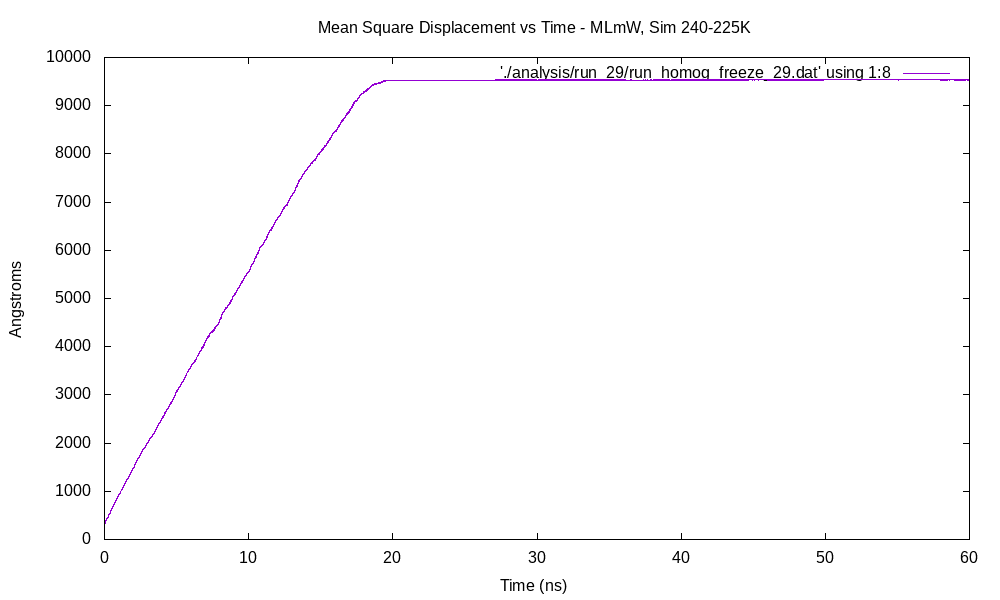 Mean Square Displacement vs Time - MLmW, Sim 240-225K
'./analysis/run_29/run_homog_freeze_29.dat' using 1:8
10000
9000
8000
7000
6000
5000
4000
3000
2000
1000
0
Angstroms
0 10 20 30 40 50 60
Time (ns)